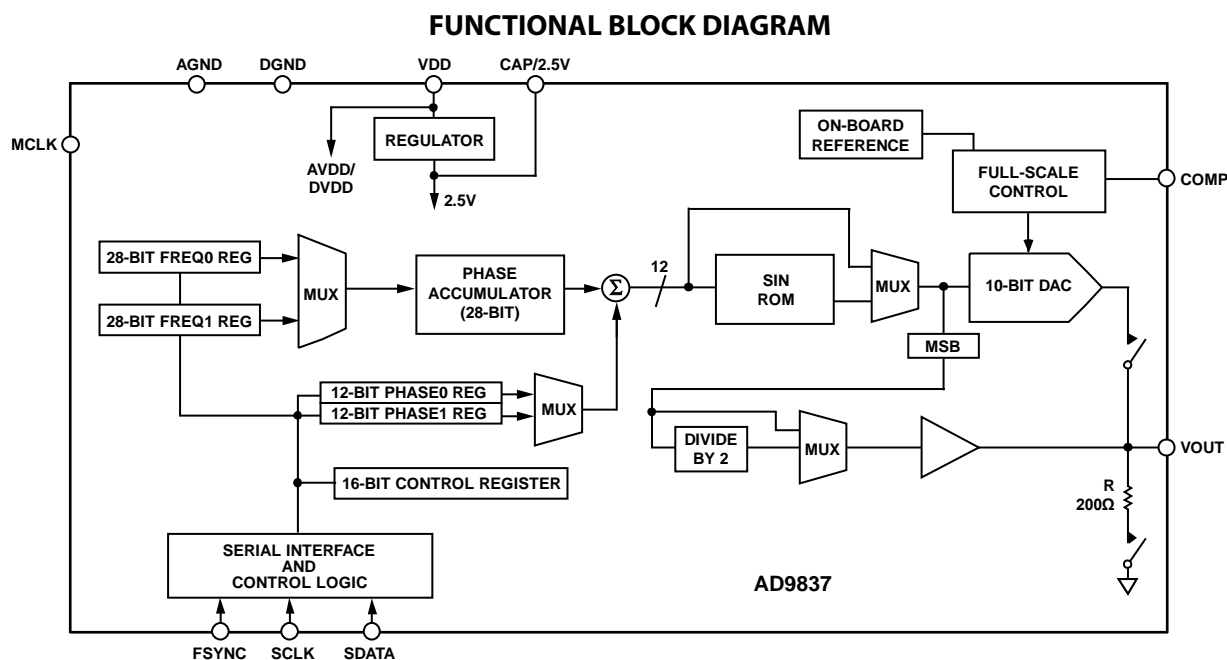 FUNCTIONAL BLOCK DIAGRAM
AGND
DGND
VDD
CAP/2.5V
MCLK
REGULATOR
AVDD/
DVDD
2.5V
ON-BOARD
REFERENCE
FULL-SCALE
CONTROL
COMP
28-BIT FREQ0 REG
28-BIT FREQ1 REG
MUX
PHASE
ACCUMULATOR
(28-BIT)
Σ
12
SIN
ROM
MUX
10-BIT DAC
MSB
12-BIT PHASE0 REG
12-BIT PHASE1 REG
MUX
DIVIDE
BY 2
MUX
VOUT
16-BIT CONTROL REGISTER
R
200Ω
SERIAL INTERFACE
AND
CONTROL LOGIC
AD9837
FSYNC
SCLK
SDATA